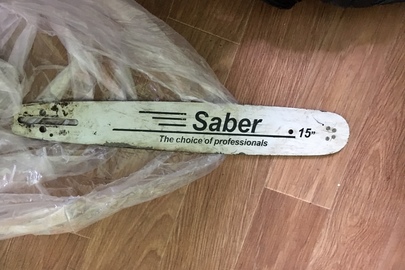 Saber
15"
The choice of professionals